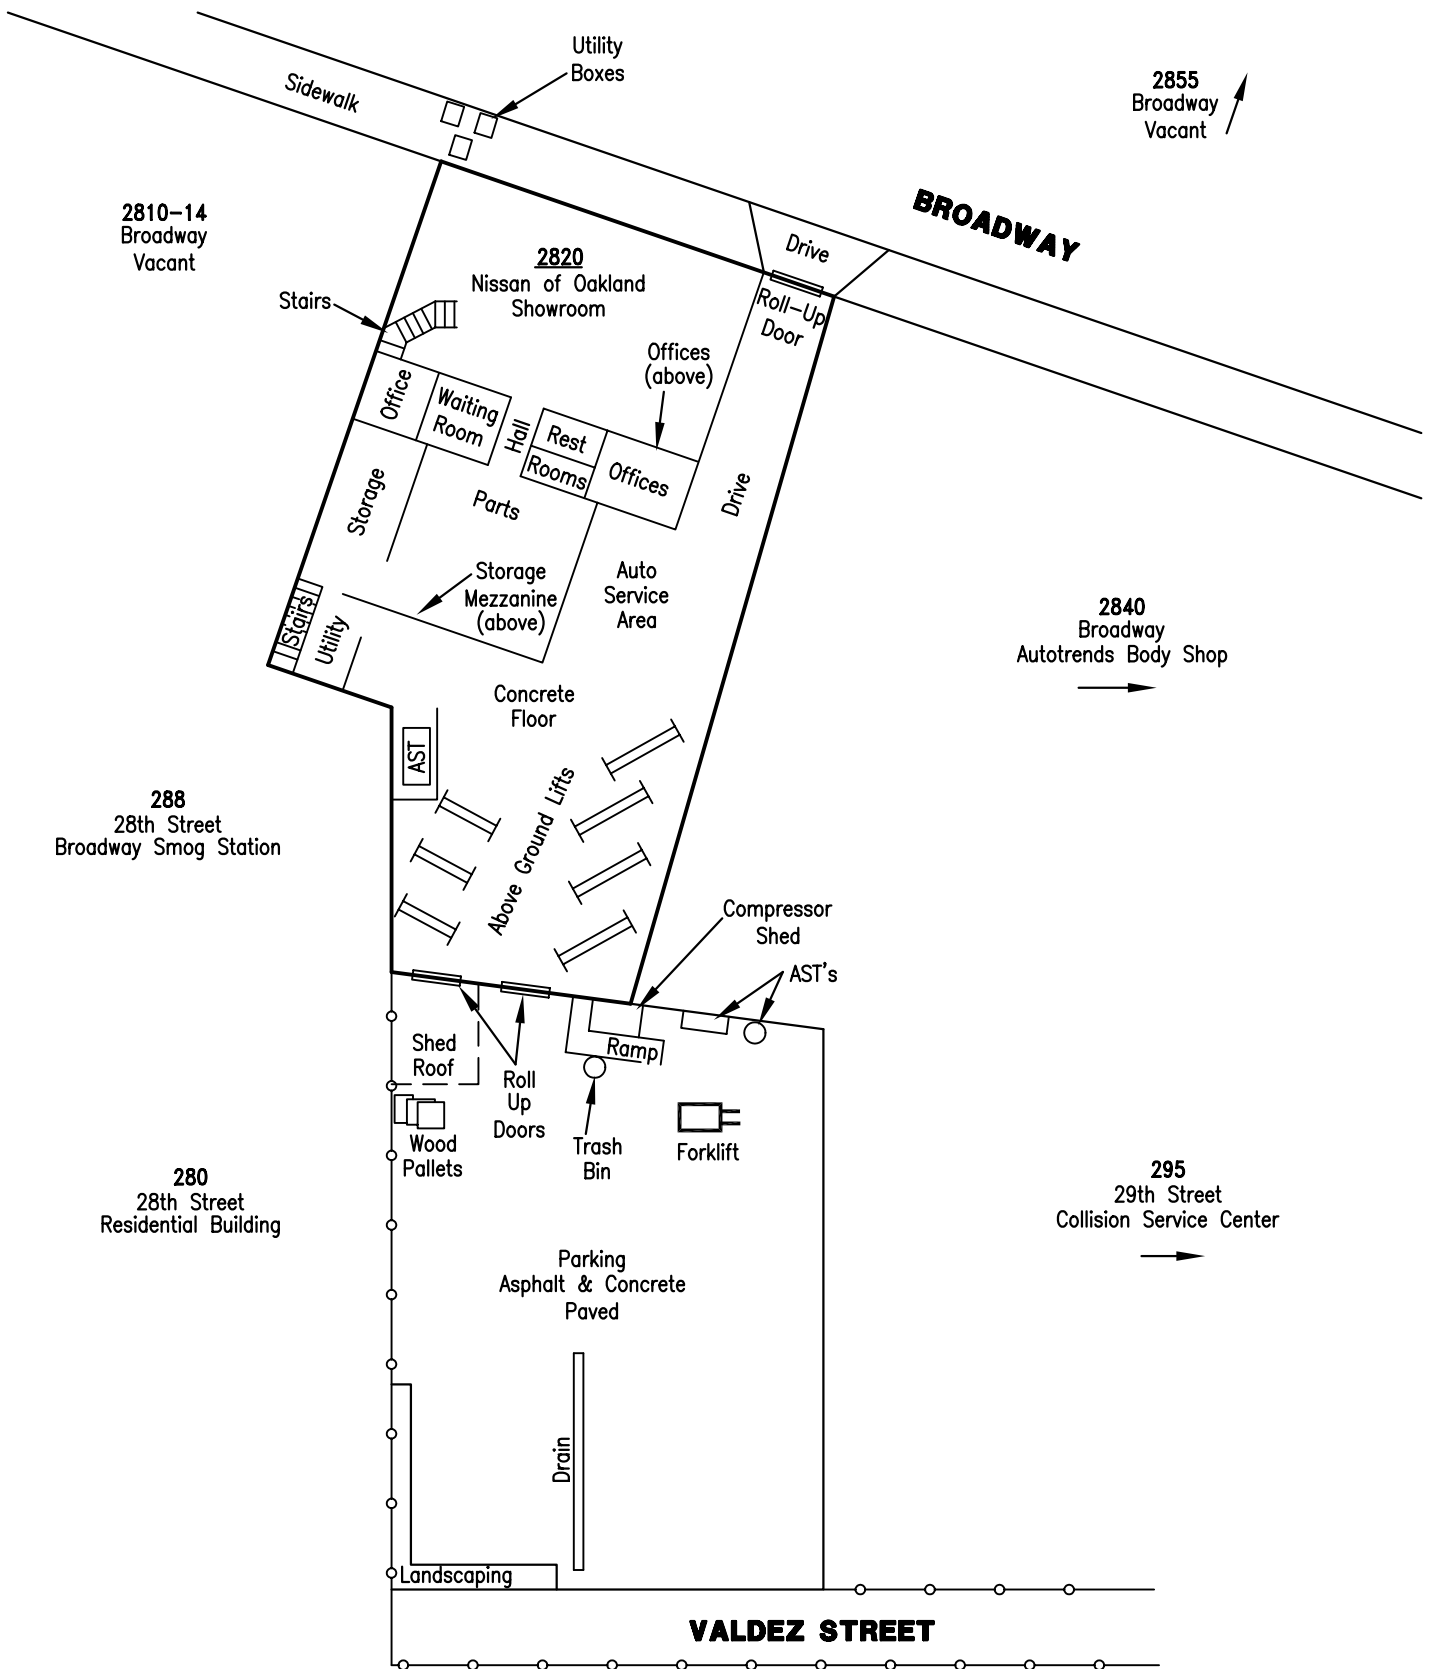 Utility
Boxes
Sidewalk
2855
Broadway
Vacant
BROADWAY
2810-14
Broadway
Vacant
Drive
2820
Nissan of Oakland
Showroom
Stairs
Roll-Up
Door
Offices
(above)
Office
Waiting
Room
Hall
Rest
Rooms
Offices
Drive
Storage
Parts
Storage
Mezzanine
(above)
Auto
Service
Area
Stairs
Utility
2840
Broadway
Autotrends Body Shop
Concrete
Floor
AST
288
28th Street
Broadway Smog Station
Above Ground Lifts
Compressor
Shed
AST's
Shed
Roof
Ramp
Roll
Up
Doors
Wood
Pallets
Trash
Bin
Forklift
280
28th Street
Residential Building
295
29th Street
Collision Service Center
Parking
Asphalt & Concrete
Paved
Drain
Landscaping
VALDEZ STREET